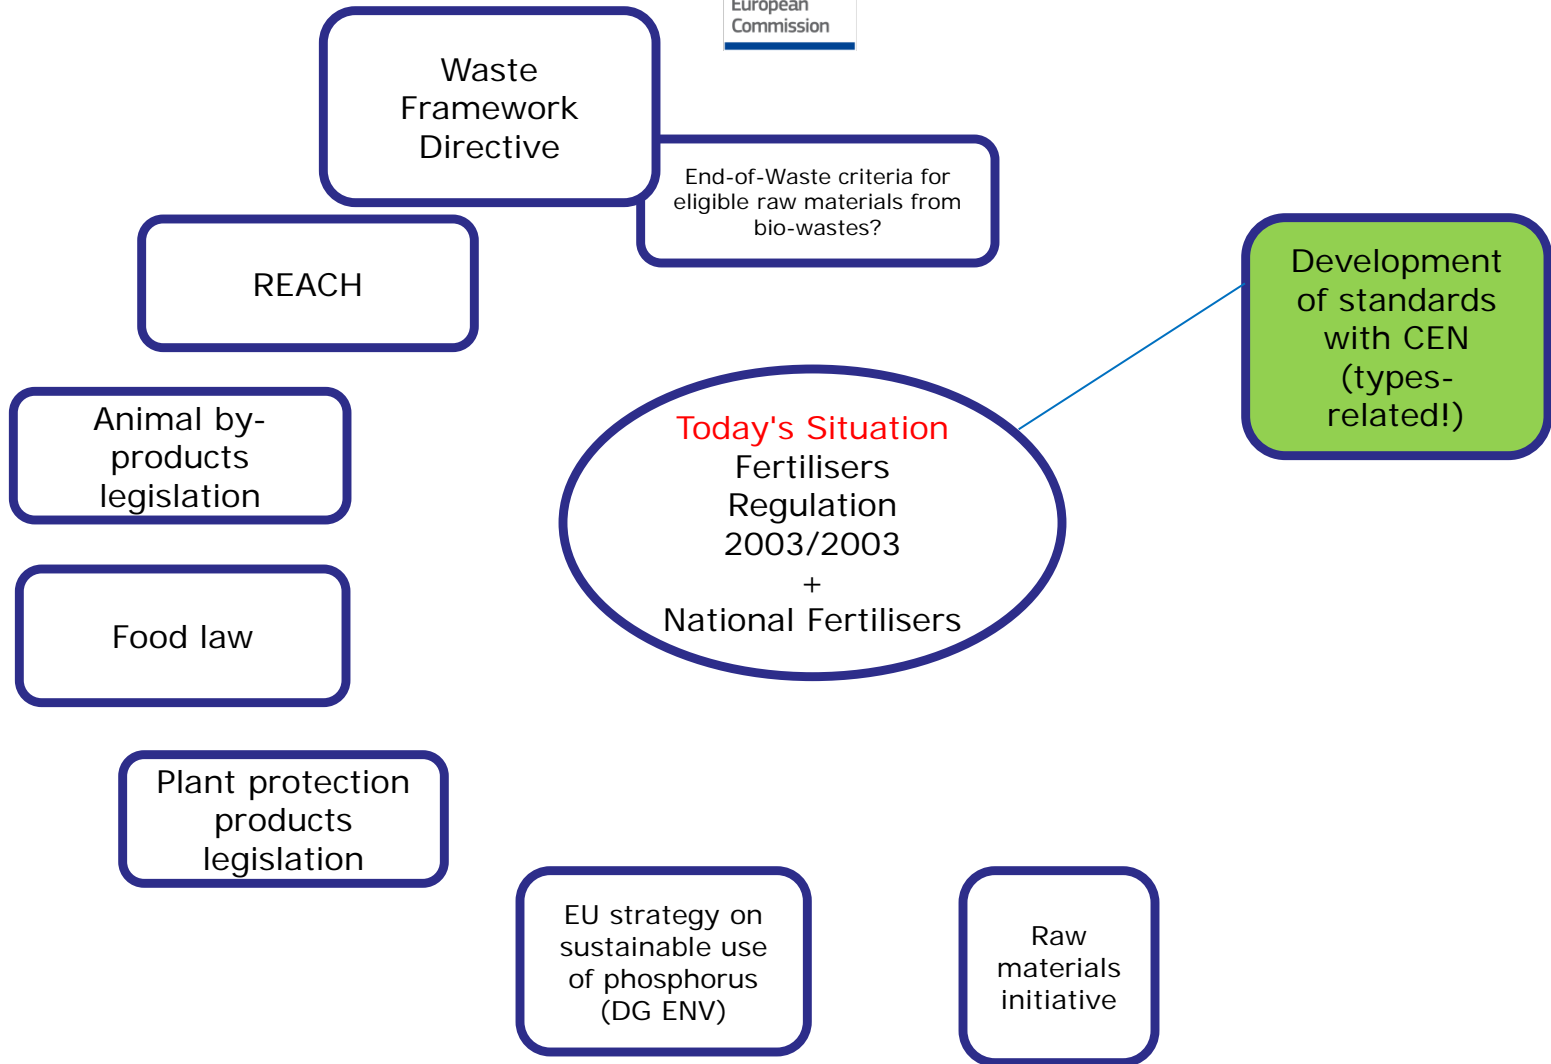 European
Commission
Waste
Framework
Directive
End-of-Waste criteria for
eligible raw materials from
bio-wastes?
REACH
Development
of standards
with CEN
(types-
related!)
Animal by-
products
legislation
Today's Situation
Fertilisers
Regulation
2003/2003
+
National Fertilisers
Food law
Plant protection
products
legislation
EU strategy on
sustainable use
of phosphorus
(DG ENV)
Raw
materials
initiative